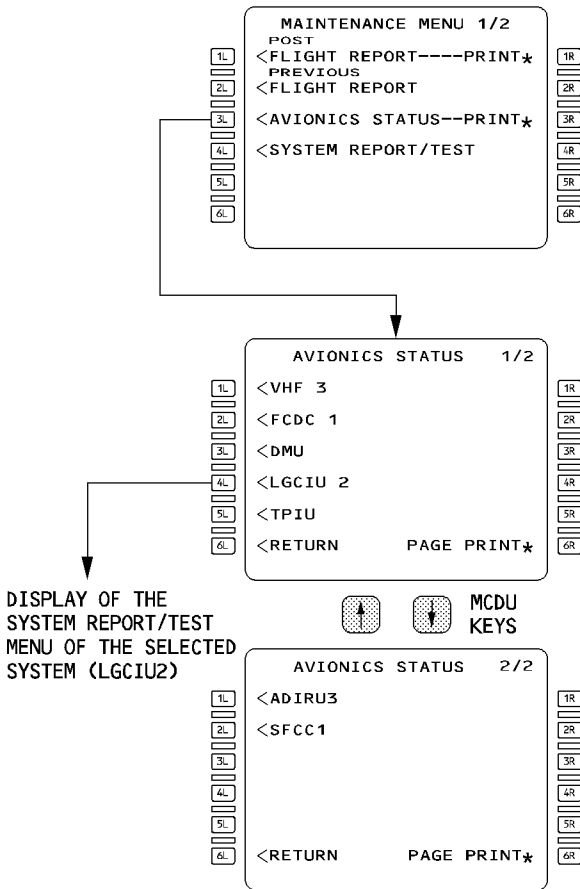 MAINTENANCE MENU 1/2
POST
1L <FLIGHT REPORT----PRINT* 1R
PREVIOUS
2L <FLIGHT REPORT 2R
3L <AVIONICS STATUS--PRINT* 3R
4L <SYSTEM REPORT/TEST 4R
5L 5R
6L 6R
AVIONICS STATUS 1/2
1L <VHF 3 1R
2L <FCDC 1 2R
3L <DMU 3R
4L <LGCIU 2 4R
5L <TPIU 5R
6L <RETURN PAGE PRINT* 6R
DISPLAY OF THE
SYSTEM REPORT/TEST
MENU OF THE SELECTED
SYSTEM (LGCIU2)
MCDU
KEYS
AVIONICS STATUS 2/2
1L <ADIRU3 1R
2L <SFCC1 2R
3L 3R
4L 4R
5L 5R
6L <RETURN PAGE PRINT* 6R